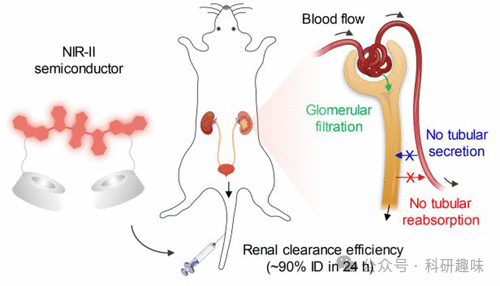 NIR-II
semiconductor
Blood flow
Glomerular
filtration
No tubular
secretion
No tubular
reabsorption
Renal clearance efficiency
(~90% ID in 24 h)
公众号·科研趣味